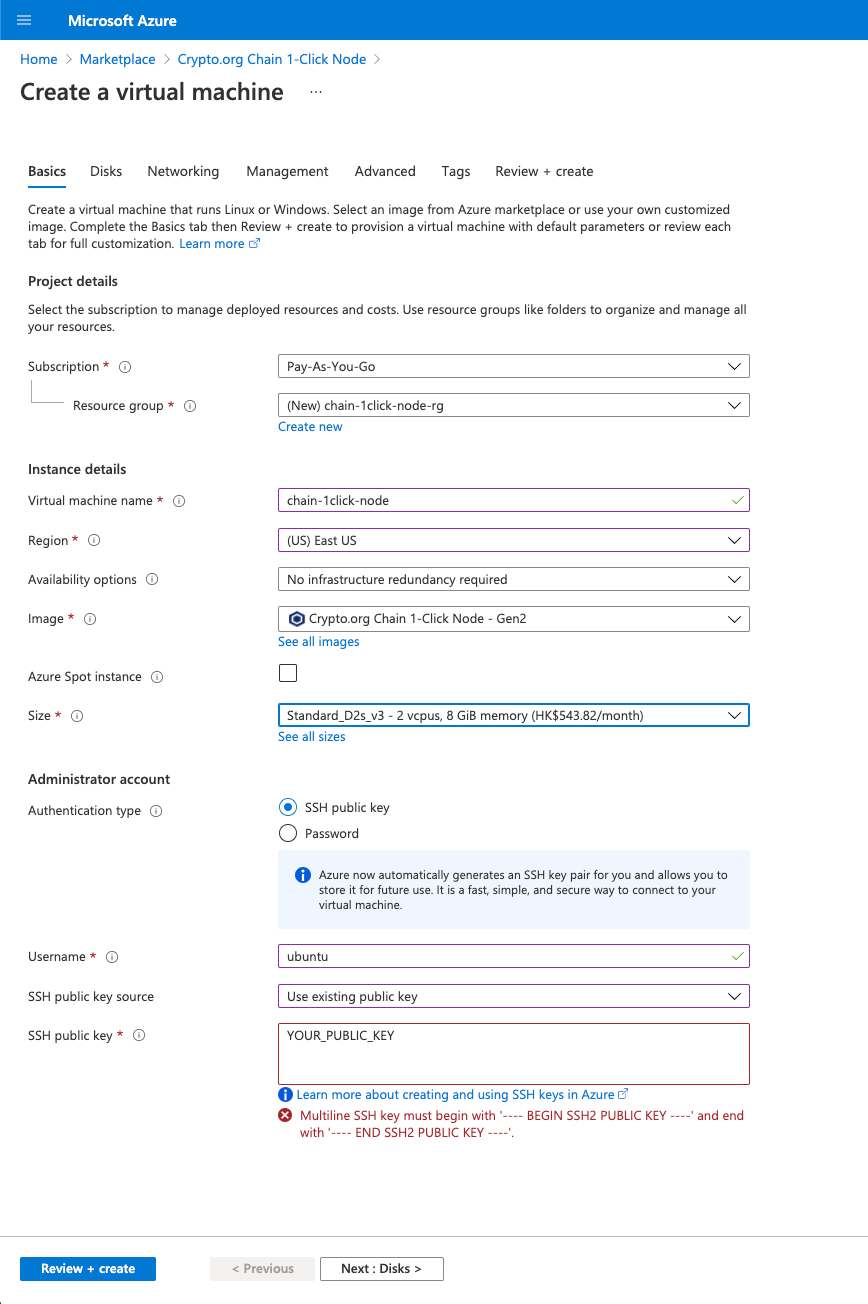 Microsoft Azure
Home > Marketplace > Crypto.org Chain 1-Click Node >
Create a virtual machine ...
Basics Disks Networking Management Advanced Tags Review + create
Create a virtual machine that runs Linux or Windows. Select an image from Azure marketplace or use your own customized
image. Complete the Basics tab then Review + create to provision a virtual machine with default parameters or review each
tab for full customization. Learn more
Project details
Select the subscription to manage deployed resources and costs. Use resource groups like folders to organize and manage all
your resources.
Subscription * Pay-As-You-Go
Resource group * (New) chain-1click-node-rg
Create new
Instance details
Virtual machine name * chain-1click-node
Region * (US) East US
Availability options No infrastructure redundancy required
Image * Crypto.org Chain 1-Click Node - Gen2
See all images
Azure Spot instance
Size * Standard_D2s_v3 - 2 vcpus, 8 GiB memory (HK$543.82/month)
See all sizes
Administrator account
Authentication type SSH public key
Password
Azure now automatically generates an SSH key pair for you and allows you to
store it for future use. It is a fast, simple, and secure way to connect to your
virtual machine.
Username * ubuntu
SSH public key source Use existing public key
SSH public key * YOUR_PUBLIC_KEY
Learn more about creating and using SSH keys in Azure
Multiline SSH key must begin with '---- BEGIN SSH2 PUBLIC KEY ----' and end
with '---- END SSH2 PUBLIC KEY ----'.
Review + create < Previous Next : Disks >